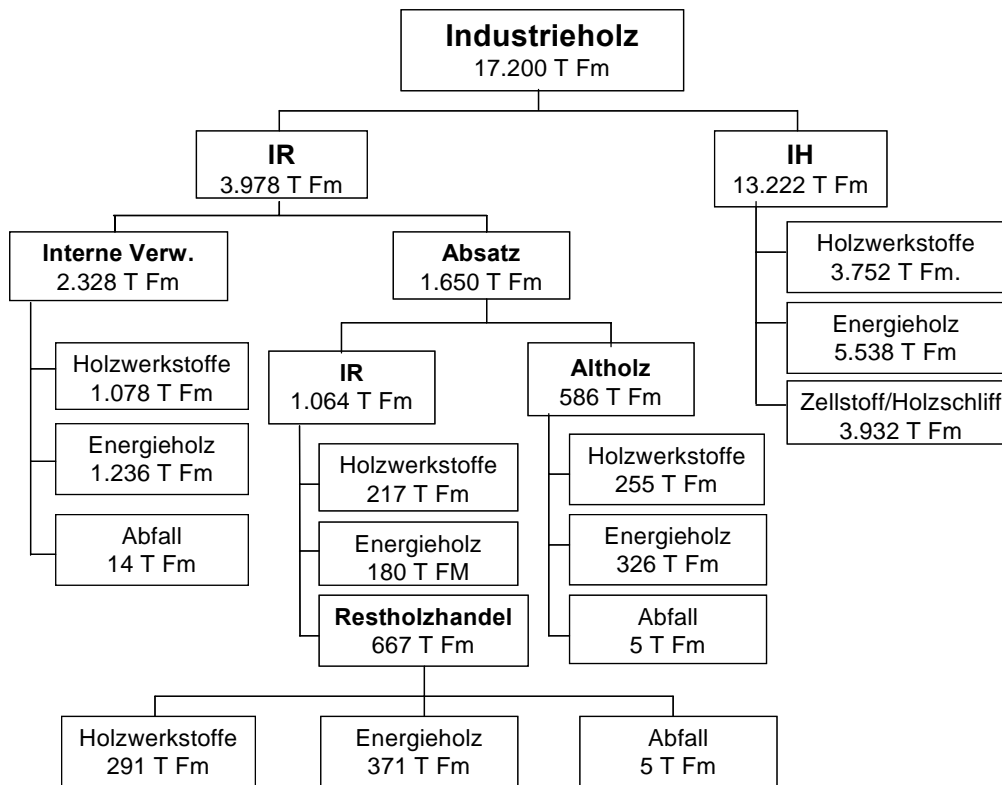 Industrieholz
17.200 T Fm
IR
3.978 T Fm
IH
13.222 T Fm
Interne Verw.
2.328 T Fm
Absatz
1.650 T Fm
Holzwerkstoffe
3.752 T Fm.
Energieholz
5.538 T Fm
Zellstoff/Holzschliff
3.932 T Fm
Holzwerkstoffe
1.078 T Fm
Energieholz
1.236 T Fm
Abfall
14 T Fm
IR
1.064 T Fm
Altholz
586 T Fm
Holzwerkstoffe
217 T Fm
Energieholz
180 T FM
Restholzhandel
667 T Fm
Holzwerkstoffe
255 T Fm
Energieholz
326 T Fm
Abfall
5 T Fm
Holzwerkstoffe
291 T Fm
Energieholz
371 T Fm
Abfall
5 T Fm